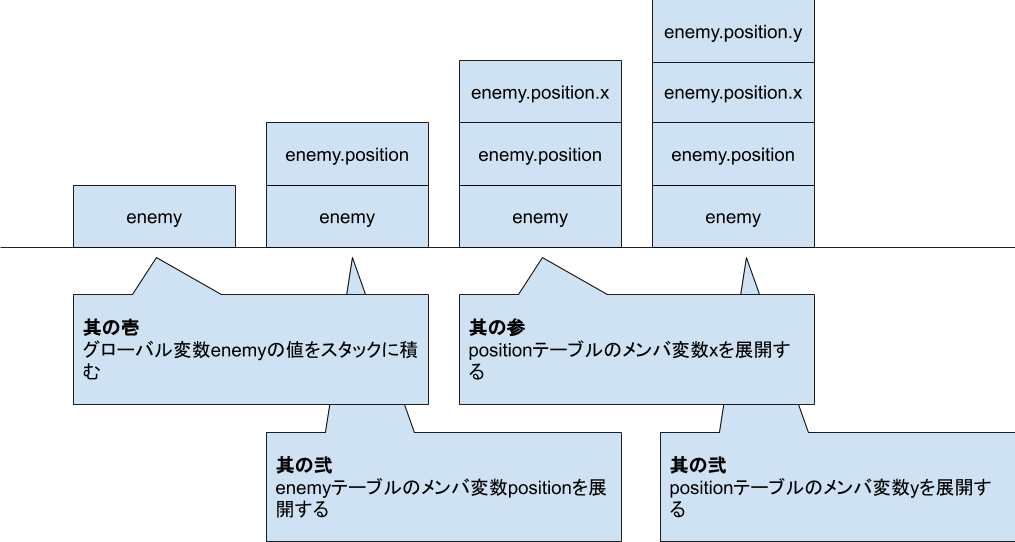 enemy
enemy.position
enemy
enemy.position.x
enemy.position
enemy
enemy.position.y
enemy.position.x
enemy.position
enemy
其の壱
グローバル変数enemyの値をスタックに積
む
其の弐
enemyテーブルのメンバ変数positionを展
開する
其の参
positionテーブルのメンバ変数xを展開す
る
其の弐
positionテーブルのメンバ変数yを展開す
る